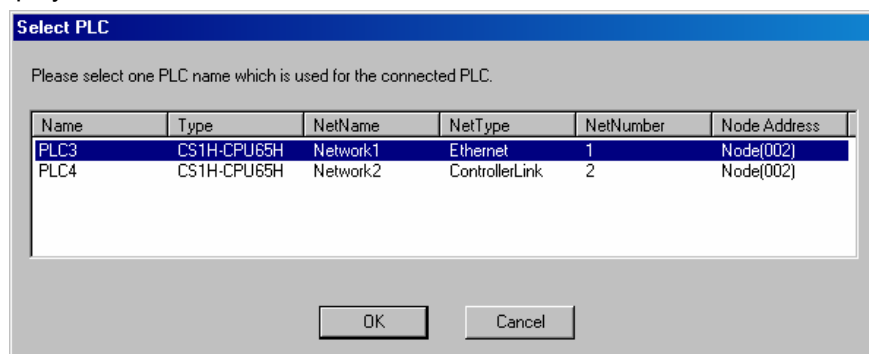 Select PLC
Please select one PLC name which is used for the connected PLC.
Name Type NetName NetType NetNumber Node Address
PLC3 CS1H-CPU65H Network1 Ethernet 1 Node(002)
PLC4 CS1H-CPU65H Network2 ControllerLink 2 Node(002)
OK Cancel